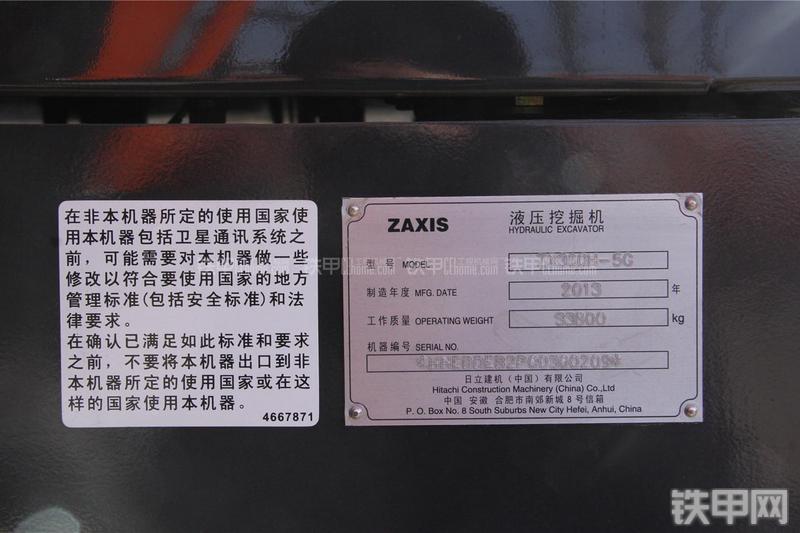 在非本机器所定的使用国家使
用本机器包括卫星通讯系统之
前，可能需要对本机器做一些
修改以符合要使用国家的地方
管理标准(包括安全标准)和法
律要求。
在确认已满足如此标准和要求
之前，不要将本机器出口到非
本机器所定的使用国家或在这
样的国家使用本机器。
4667871
ZAXIS 液压挖掘机
HYDRAULIC EXCAVATOR
型号 MODEL
制造年度 MFG. DATE 2013 年
工作质量 OPERATING WEIGHT 33800 kg
机器编号 SERIAL NO.
日立建机（中国）有限公司
Hitachi Construction Machinery (China) Co.,Ltd
中国 安徽 合肥市南郊新城8号信箱
P. O. Box No. 8 South Suburbs New City Hefei, Anhui, China
铁甲网